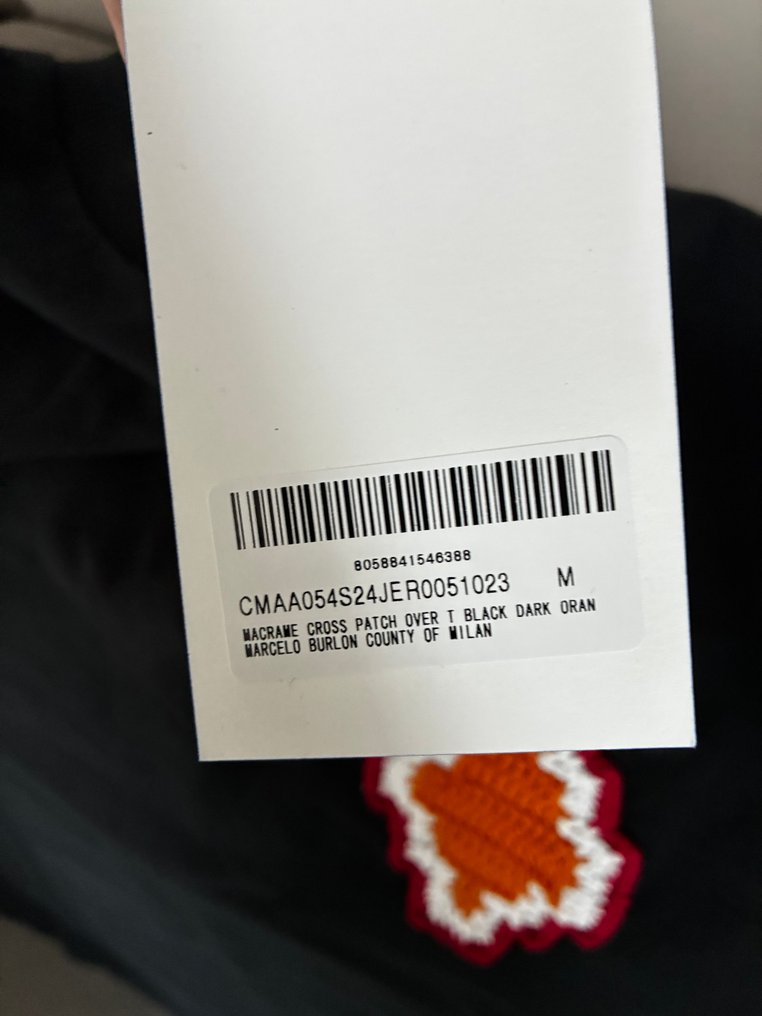 8058841546388
CMAA054S24JER0051023 M
MACRAME CROSS PATCH OVER T BLACK DARK ORAN
MARCELO BURLON COUNTY OF MILAN